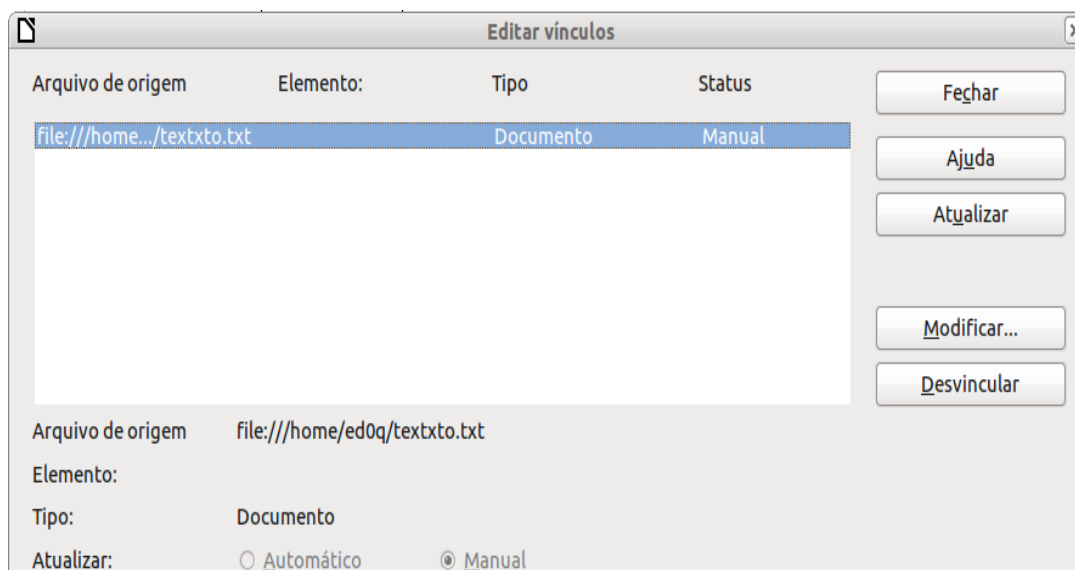 Editar vínculos
Arquivo de origem Elemento: Tipo Status
Fechar
file:///home.../textxto.txt Documento Manual
Ajuda
Atualizar
Modificar...
Desvincular
Arquivo de origem file:///home/ed0q/textxto.txt
Elemento:
Tipo: Documento
Atualizar: Automático Manual